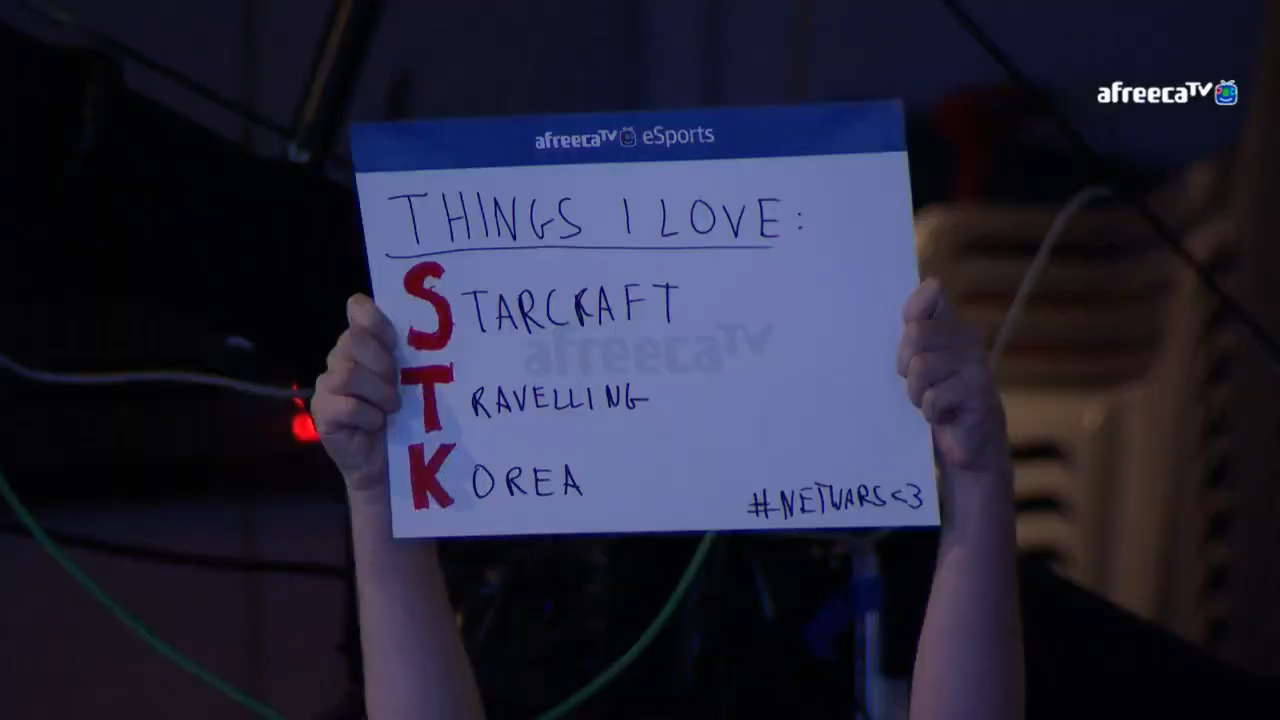 afreecaTV
afreecaTV eSports
THINGS I LOVE:
STARCRAFT
afreecaTV
TRAVELLING
KOREA
#NETWARS<3